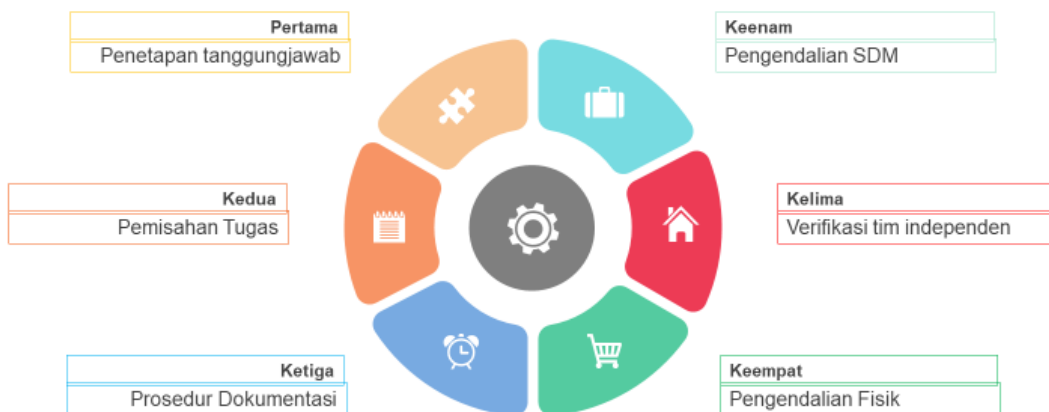 Pertama
Penetapan tanggungjawab
Kedua
Pemisahan Tugas
Ketiga
Prosedur Dokumentasi
Keempat
Pengendalian Fisik
Kelima
Verifikasi tim independen
Keenam
Pengendalian SDM